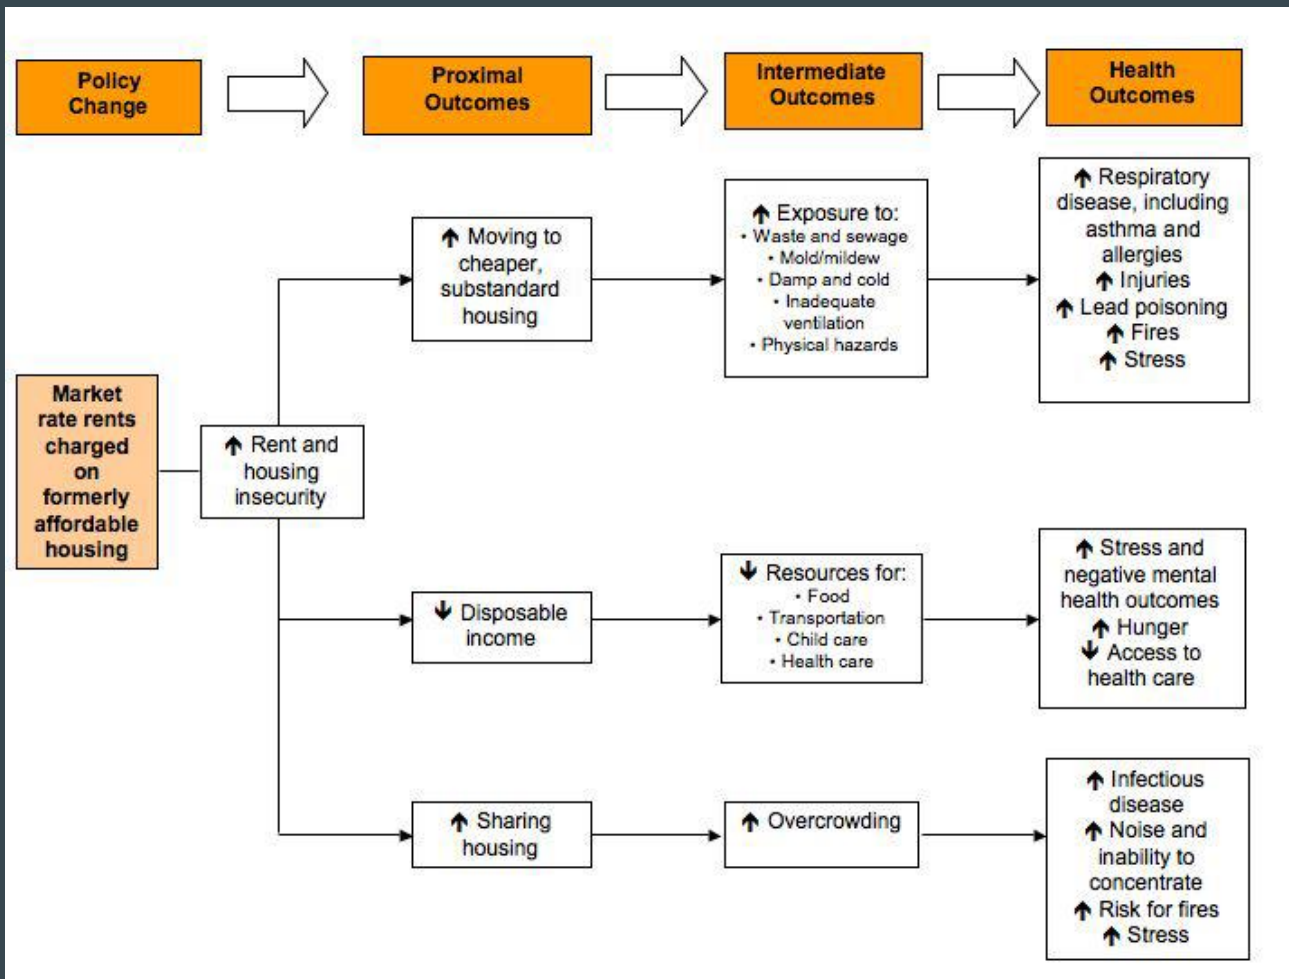 Policy
Change
Proximal
Outcomes
Intermediate
Outcomes
Health
Outcomes
Market
rate rents
charged
on
formerly
affordable
housing
↑ Rent and
housing
insecurity
↑ Moving to
cheaper,
substandard
housing
↑ Exposure to:
• Waste and sewage
• Mold/mildew
• Damp and cold
• Inadequate
ventilation
• Physical hazards
↑ Respiratory
disease, including
asthma and
allergies
↑ Injuries
↑ Lead poisoning
↑ Fires
↑ Stress
↓ Disposable
income
↓ Resources for:
• Food
• Transportation
• Child care
• Health care
↑ Stress and
negative mental
health outcomes
↑ Hunger
↓ Access to
health care
↑ Sharing
housing
↑ Overcrowding
↑ Infectious
disease
↑ Noise and
inability to
concentrate
↑ Risk for fires
↑ Stress